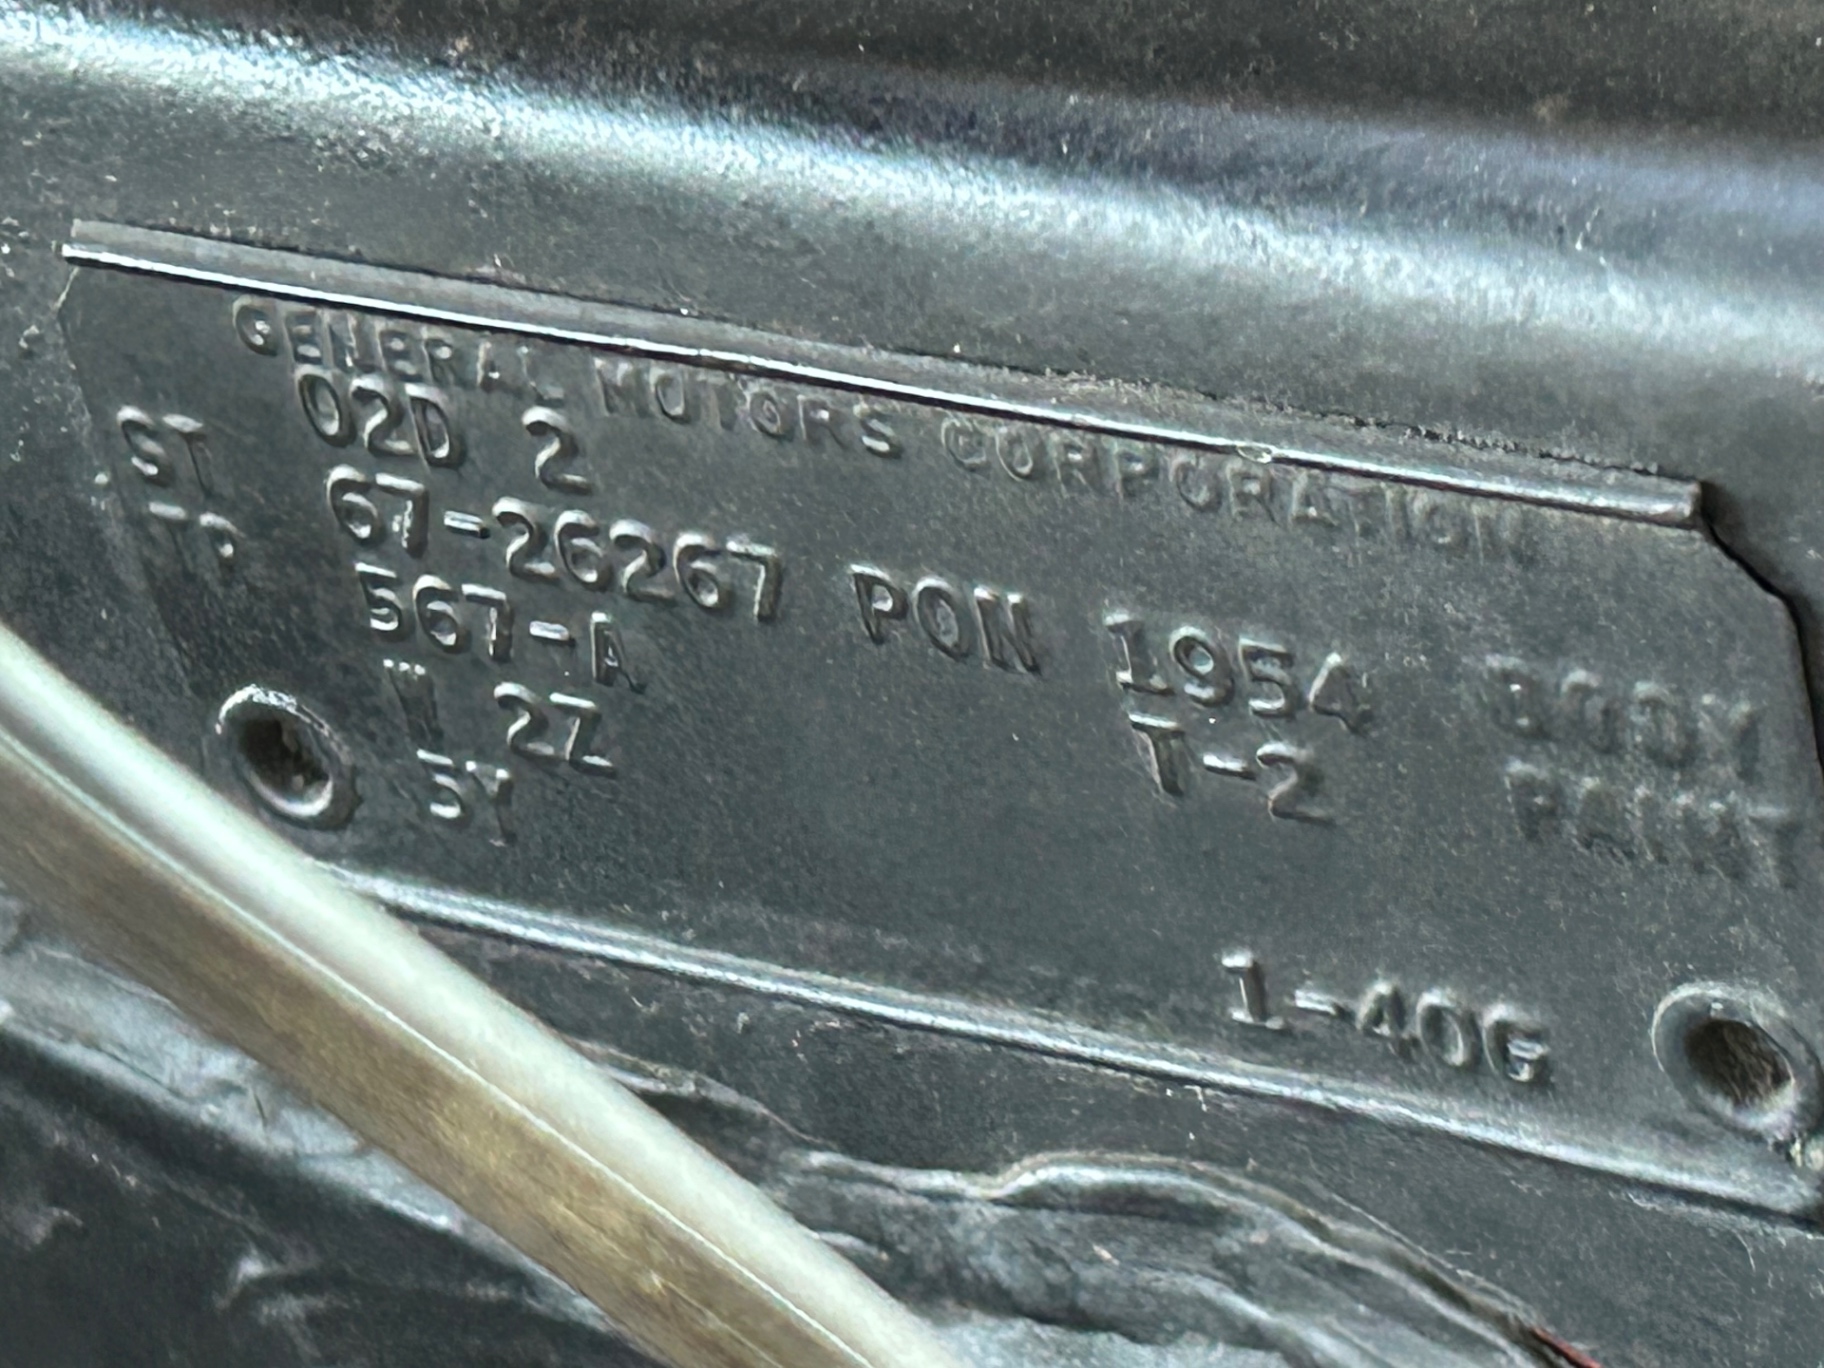 GENERAL MOTORS CORPORATION
02D 2
ST 67-26267 PON 1954 BODY
TR 567-A T-2 PAINT
W 2Z
5Y
1-40G